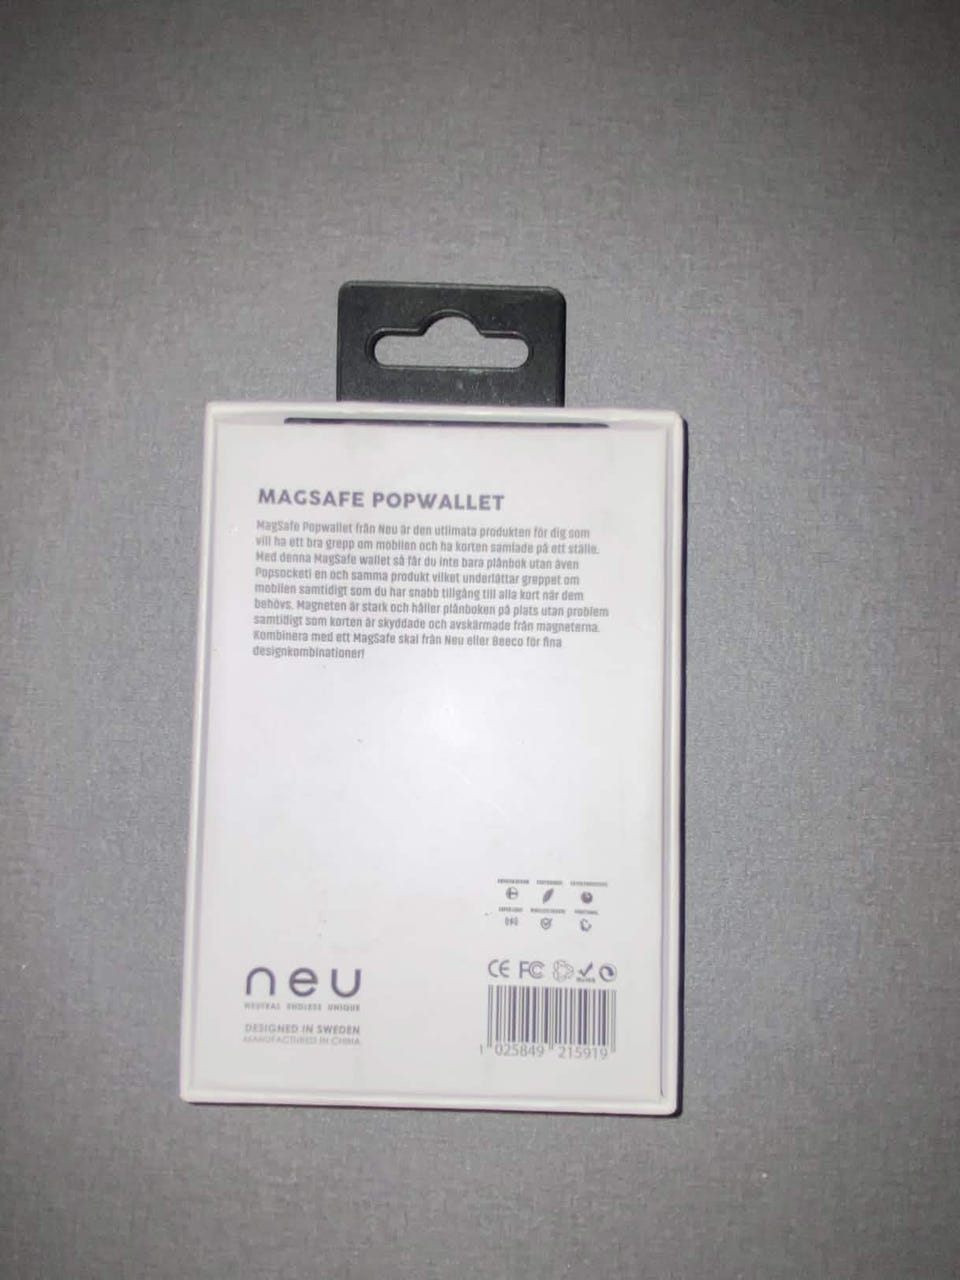 MAGSAFE POPWALLET
MagSafe Popwallet från Neu är den utlimata produkten för dig som
vill ha ett bra grepp om mobilen och ha korten samlade på ett ställe.
Med denna MagSafe wallet så får du inte bara plånbok utan även
Popsocketi en och samma produkt vilket underlättar greppet om
mobilen samtidigt som du har snabb tillgång till alla kort när dem
behövs. Magneten är stark och håller plånboken på plats utan problem
samtidigt som korten är skyddade och avskärmade från magneterna.
Kombinera med ett MagSafe skal från Neu eller Beeco för fina
designkombinationer!
neu
NEUTRAL ENDLESS UNIQUE
DESIGNED IN SWEDEN
MANUFACTURED IN CHINA
CE FC
1 025849 215919